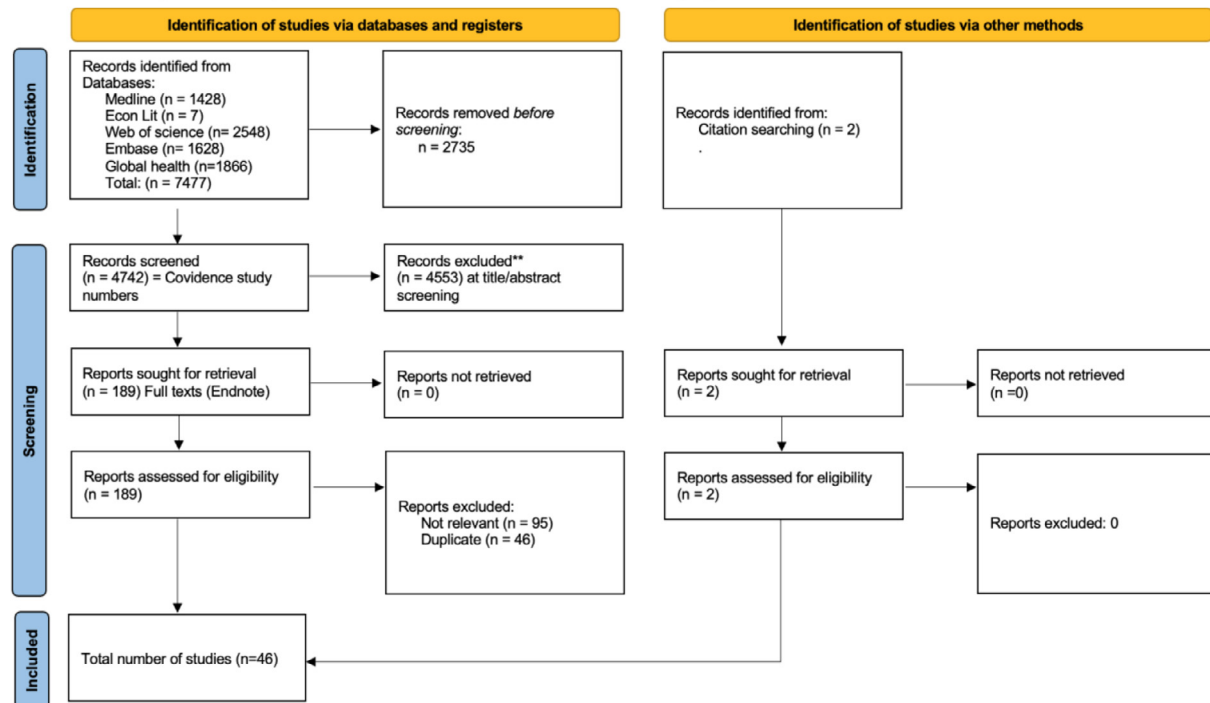 Identification of studies via databases and registers
Identification of studies via other methods
Identification
Records identified from
Databases:
Medline (n = 1428)
Econ Lit (n = 7)
Web of science (n= 2548)
Embase (n= 1628)
Global health (n=1866)
Total: (n = 7477)
Records removed before
screening:
n = 2735
Records identified from:
Citation searching (n = 2)
.
Screening
Records screened
(n = 4742) = Covidence study
numbers
Records excluded**
(n = 4553) at title/abstract
screening
Reports sought for retrieval
(n = 189) Full texts (Endnote)
Reports not retrieved
(n = 0)
Reports sought for retrieval
(n = 2)
Reports not retrieved
(n =0)
Reports assessed for eligibility
(n = 189)
Reports excluded:
Not relevant (n = 95)
Duplicate (n = 46)
Reports assessed for eligibility
(n = 2)
Reports excluded: 0
Included
Total number of studies (n=46)